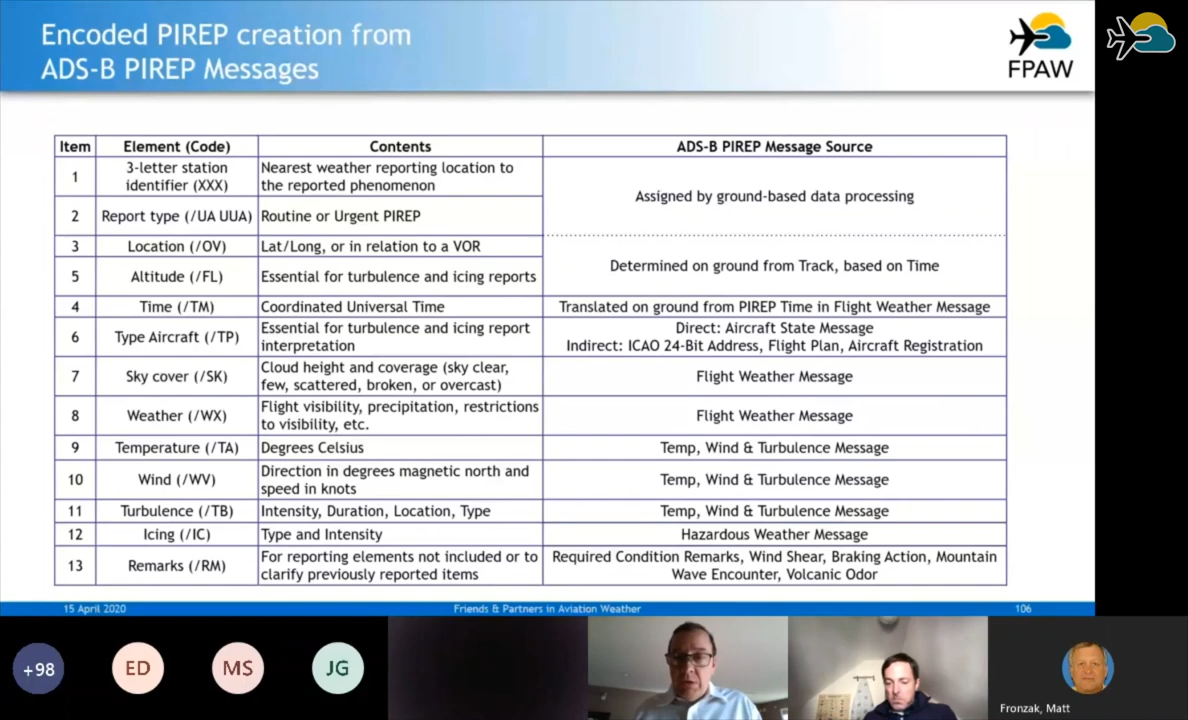 Encoded PIREP creation from
ADS-B PIREP Messages
FPAW
Item Element (Code) Contents ADS-B PIREP Message Source
1 3-letter station identifier (XXX) Nearest weather reporting location to the reported phenomenon Assigned by ground-based data processing
2 Report type (/UA UUA) Routine or Urgent PIREP
3 Location (/OV) Lat/Long, or in relation to a VOR Determined on ground from Track, based on Time
5 Altitude (/FL) Essential for turbulence and icing reports
4 Time (/TM) Coordinated Universal Time Translated on ground from PIREP Time in Flight Weather Message
6 Type Aircraft (/TP) Essential for turbulence and icing report interpretation Direct: Aircraft State Message
Indirect: ICAO 24-Bit Address, Flight Plan, Aircraft Registration
7 Sky cover (/SK) Cloud height and coverage (sky clear, few, scattered, broken, or overcast) Flight Weather Message
8 Weather (/WX) Flight visibility, precipitation, restrictions to visibility, etc. Flight Weather Message
9 Temperature (/TA) Degrees Celsius Temp, Wind & Turbulence Message
10 Wind (/WV) Direction in degrees magnetic north and speed in knots Temp, Wind & Turbulence Message
11 Turbulence (/TB) Intensity, Duration, Location, Type Temp, Wind & Turbulence Message
12 Icing (/IC) Type and Intensity Hazardous Weather Message
13 Remarks (/RM) For reporting elements not included or to clarify previously reported items Required Condition Remarks, Wind Shear, Braking Action, Mountain Wave Encounter, Volcanic Odor
15 April 2020 Friends & Partners in Aviation Weather 106
+98 ED MS JG
Fronzak, Matt